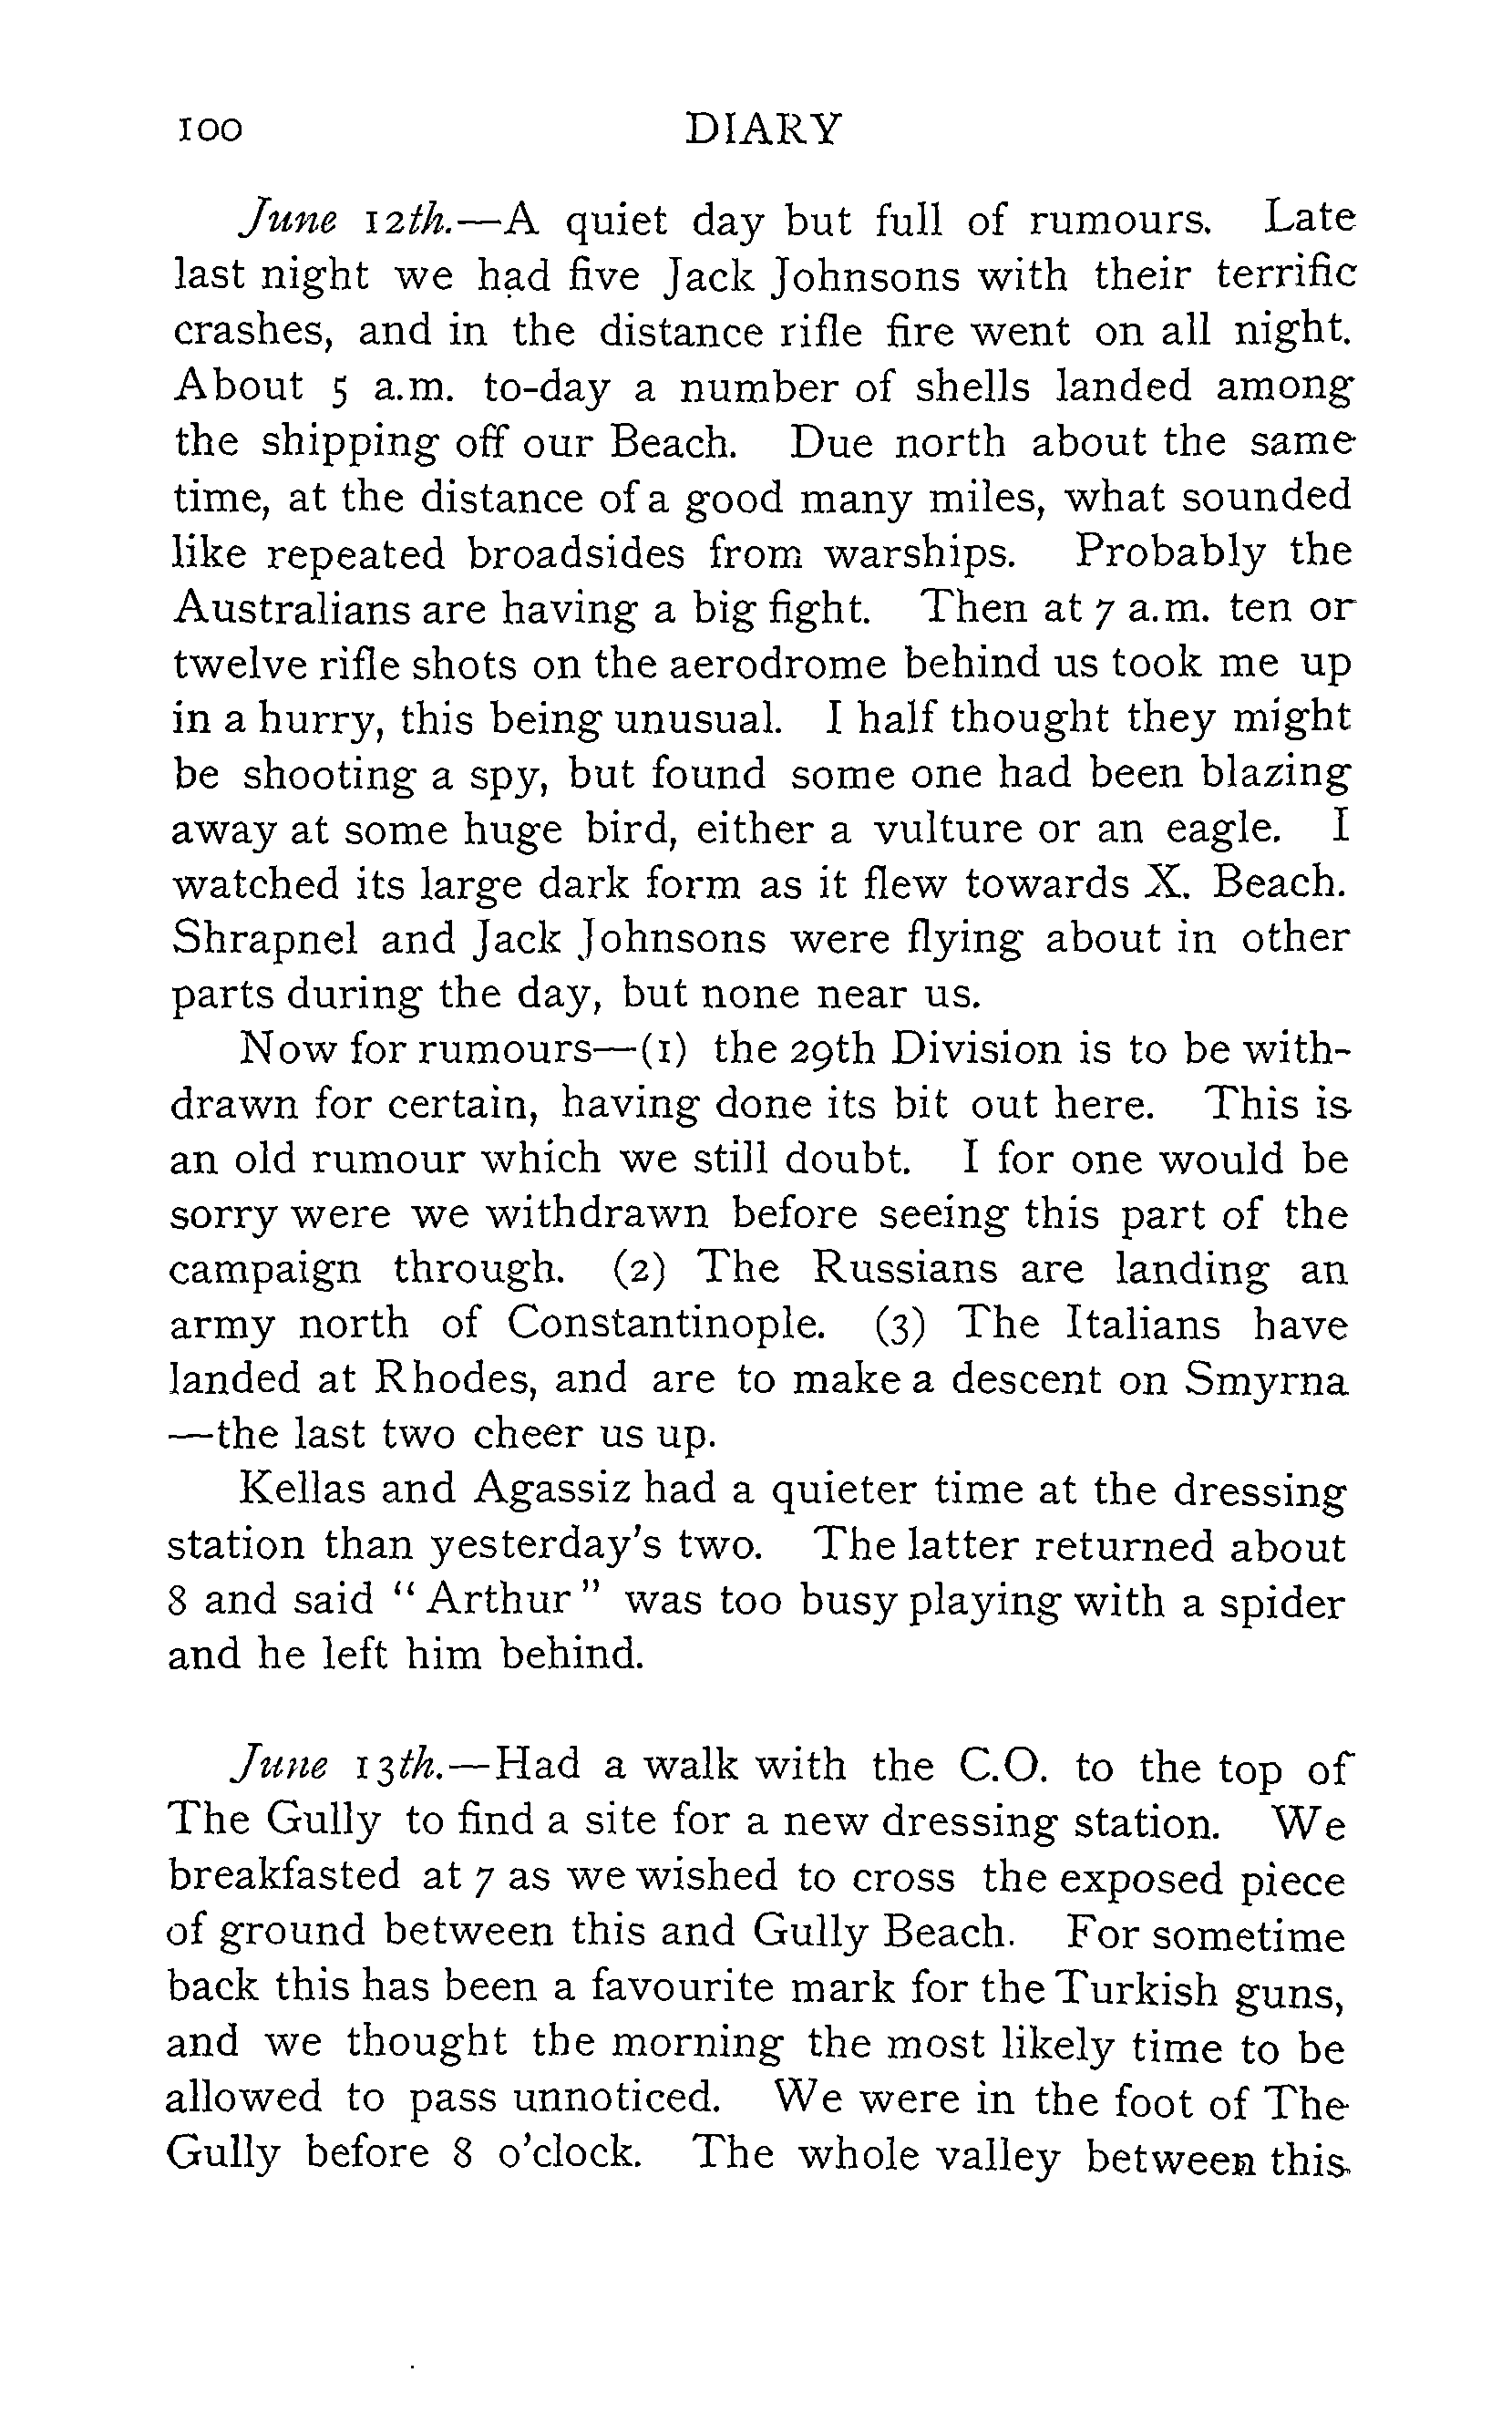 100 DIARY
June 12th.—A quiet day but full of rumours. Late
last night we had five Jack Johnsons with their terrific
crashes, and in the distance rifle fire went on all night.
About 5 a.m. to-day a number of shells landed among
the shipping off our Beach. Due north about the same
time, at the distance of a good many miles, what sounded
like repeated broadsides from warships. Probably the
Australians are having a big fight. Then at 7 a.m. ten or
twelve rifle shots on the aerodrome behind us took me up
in a hurry, this being unusual. I half thought they might
be shooting a spy, but found some one had been blazing
away at some huge bird, either a vulture or an eagle. I
watched its large dark form as it flew towards X. Beach.
Shrapnel and Jack Johnsons were flying about in other
parts during the day, but none near us.
Now for rumours—(1) the 29th Division is to be with-
drawn for certain, having done its bit out here. This is
an old rumour which we still doubt. I for one would be
sorry were we withdrawn before seeing this part of the
campaign through. (2) The Russians are landing an
army north of Constantinople. (3) The Italians have
landed at Rhodes, and are to make a descent on Smyrna
—the last two cheer us up.
Kellas and Agassiz had a quieter time at the dressing
station than yesterday's two. The latter returned about
8 and said "Arthur" was too busy playing with a spider
and he left him behind.
June 13th.—Had a walk with the C.O. to the top of
The Gully to find a site for a new dressing station. We
breakfasted at 7 as we wished to cross the exposed piece
of ground between this and Gully Beach. For sometime
back this has been a favourite mark for the Turkish guns,
and we thought the morning the most likely time to be
allowed to pass unnoticed. We were in the foot of The
Gully before 8 o'clock. The whole valley between this